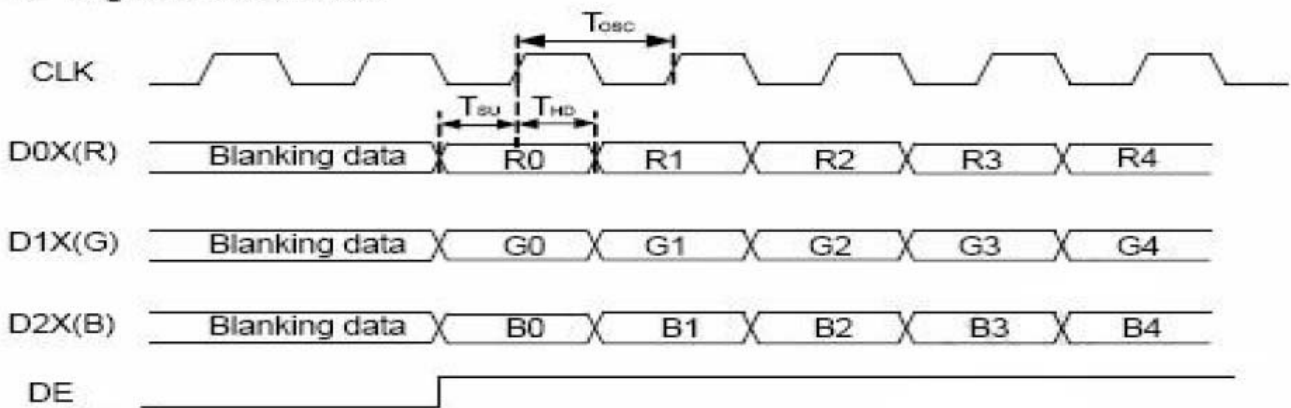 Tosc
CLK
TSU THD
D0X(R) Blanking data R0 R1 R2 R3 R4
D1X(G) Blanking data G0 G1 G2 G3 G4
D2X(B) Blanking data B0 B1 B2 B3 B4
DE